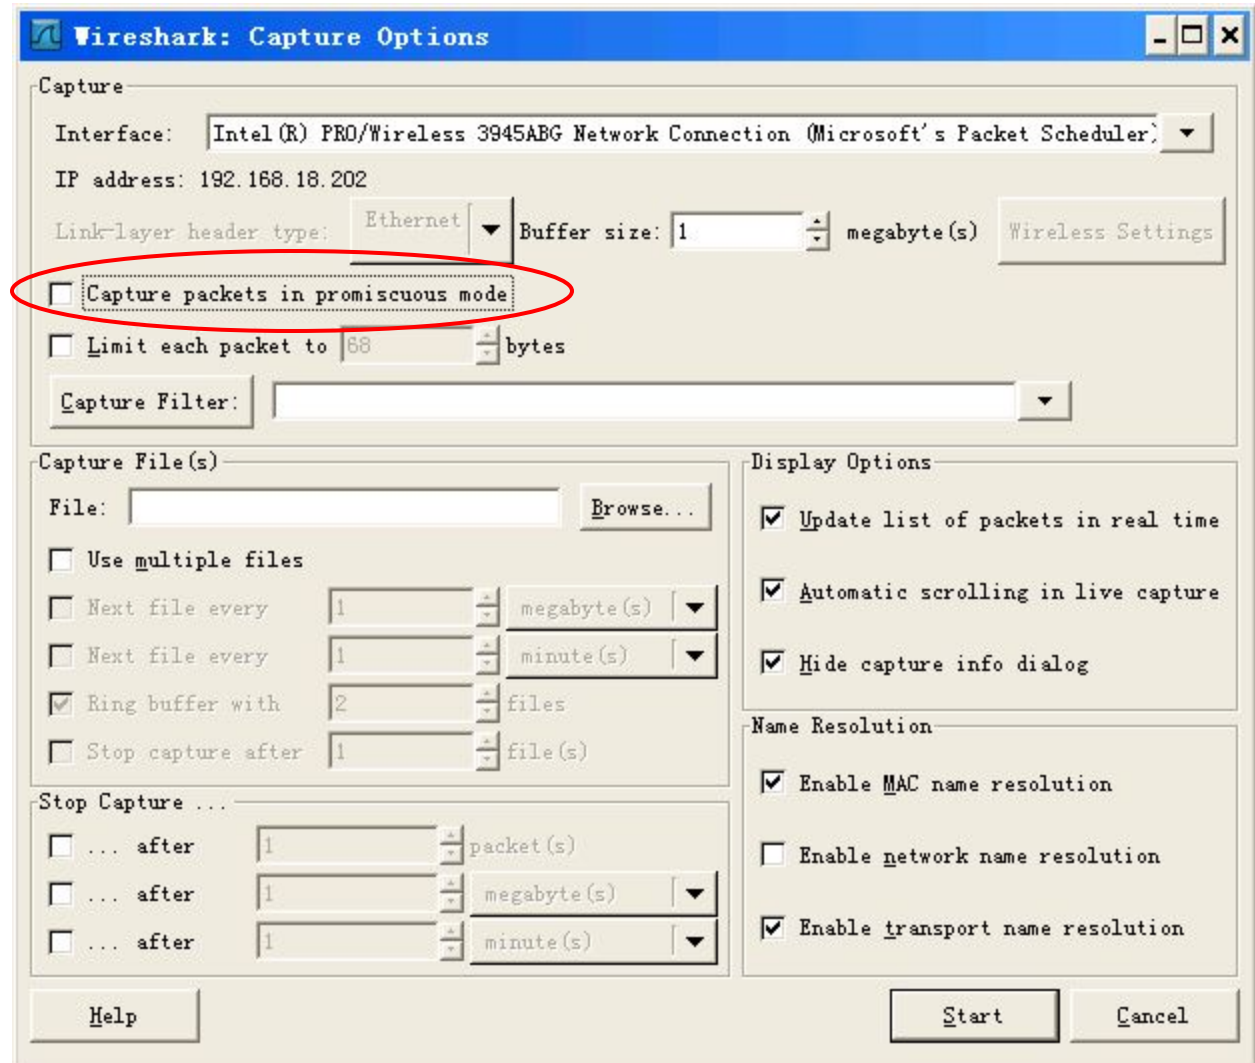 Wireshark: Capture Options
Capture
Interface: Intel(R) PRO/Wireless 3945ABG Network Connection (Microsoft's Packet Scheduler)
IP address: 192.168.18.202
Link-layer header type: Ethernet Buffer size: 1 megabyte(s) Wireless Settings
Capture packets in promiscuous mode
Limit each packet to 68 bytes
Capture Filter:
Capture File(s)
File: Browse...
Use multiple files
Next file every 1 megabyte(s)
Next file every 1 minute(s)
Ring buffer with 2 files
Stop capture after 1 file(s)
Stop Capture ...
... after 1 packet(s)
... after 1 megabyte(s)
... after 1 minute(s)
Display Options
Update list of packets in real time
Automatic scrolling in live capture
Hide capture info dialog
Name Resolution
Enable MAC name resolution
Enable network name resolution
Enable transport name resolution
Help Start Cancel